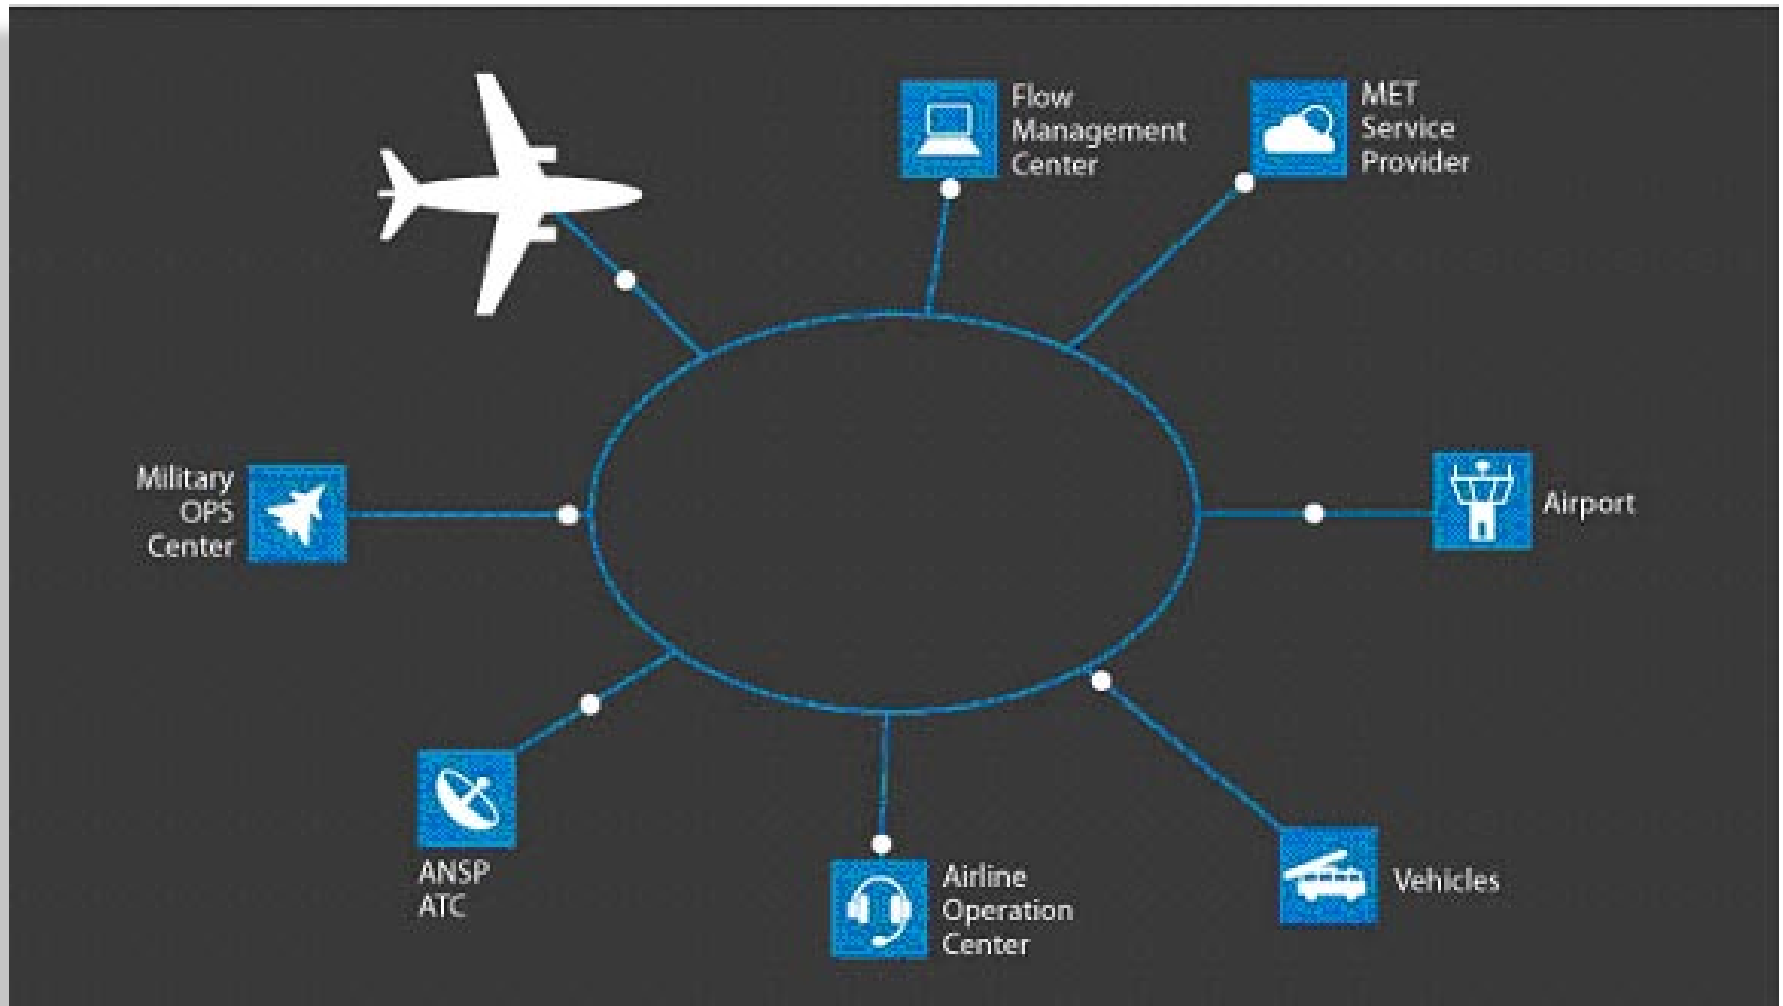 Flow
Management
Center
MET
Service
Provider
Military
OPS
Center
Airport
ANSP
ATC
Airline
Operation
Center
Vehicles